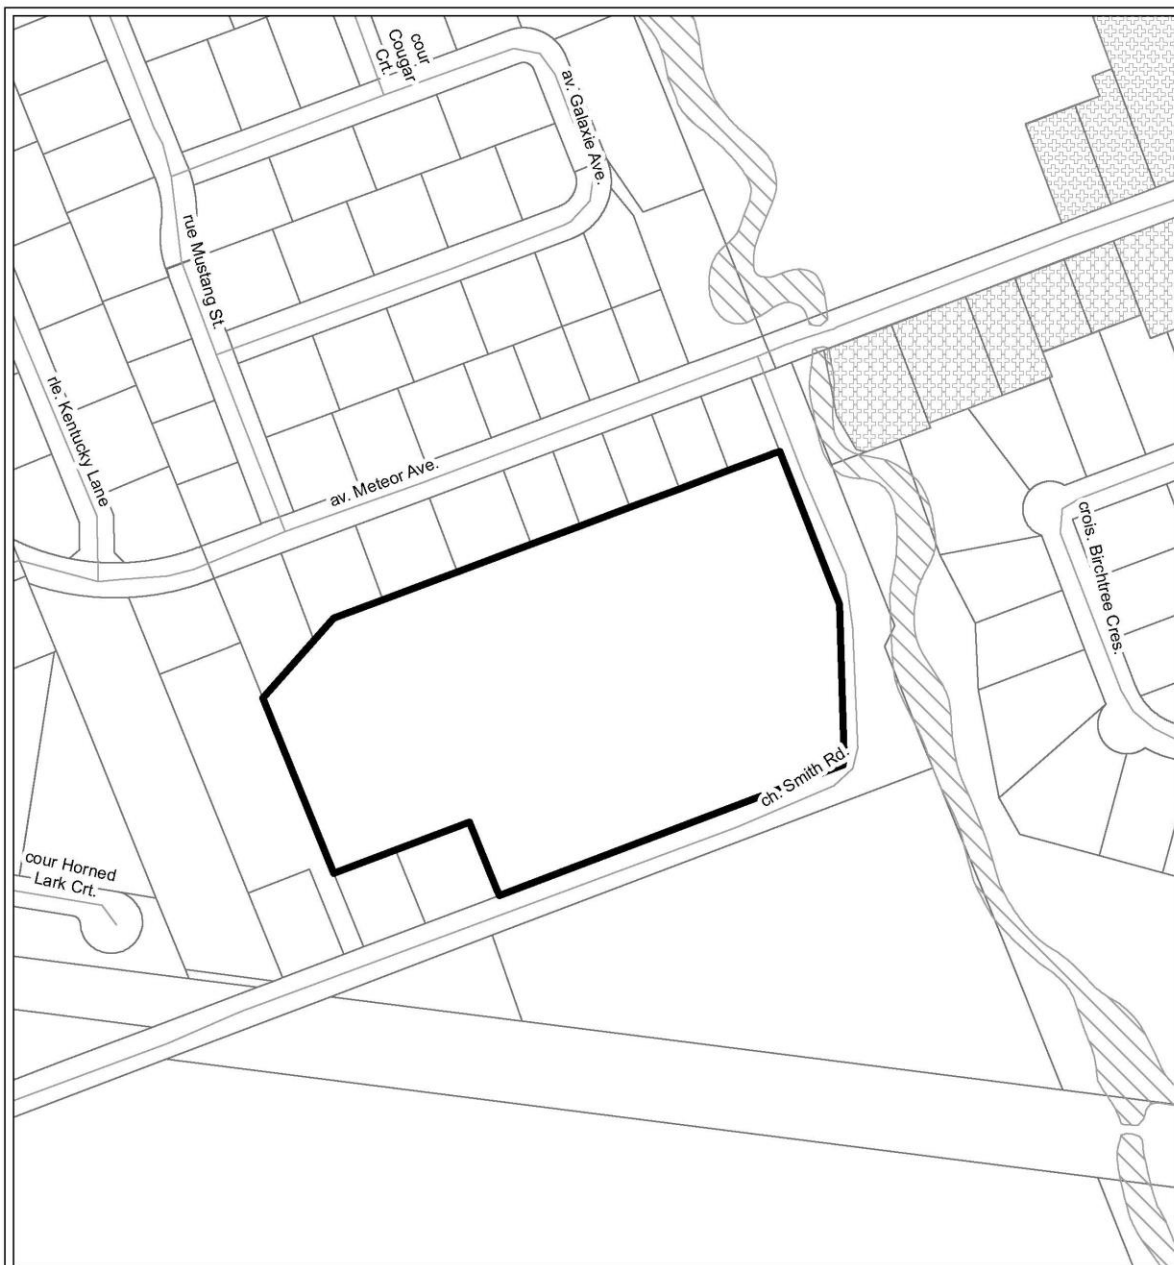 cour
Cougar
Crt.
av. Galaxie Ave.
rue Mustang St.
rle. Kentucky Lane
av. Meteor Ave.
crois. Birchtree Cres.
ch. Smith Rd.
cour Horned
Lark Crt.